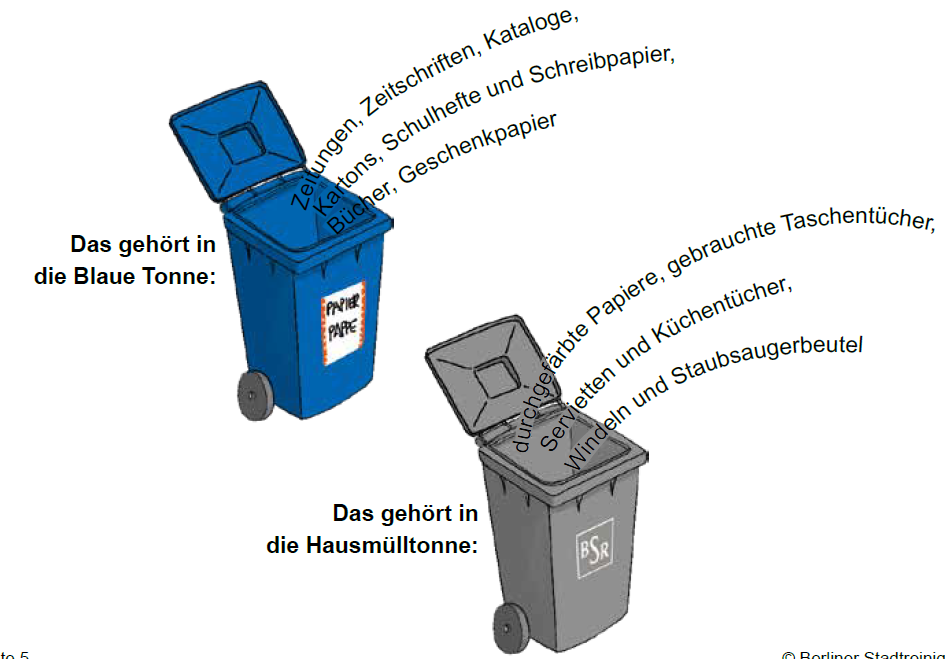 Zeitungen, Zeitschriften, Kataloge,
Kartons, Schulhefte und Schreibpapier,
Bücher, Geschenkpapier
Das gehört in
die Blaue Tonne:
PAPIER
PAPPE
durchgefärbte Papiere, gebrauchte Taschentücher,
Servietten und Küchentücher,
Windeln und Staubsaugerbeutel
Das gehört in
die Hausmülltonne:
BSR
© Berliner